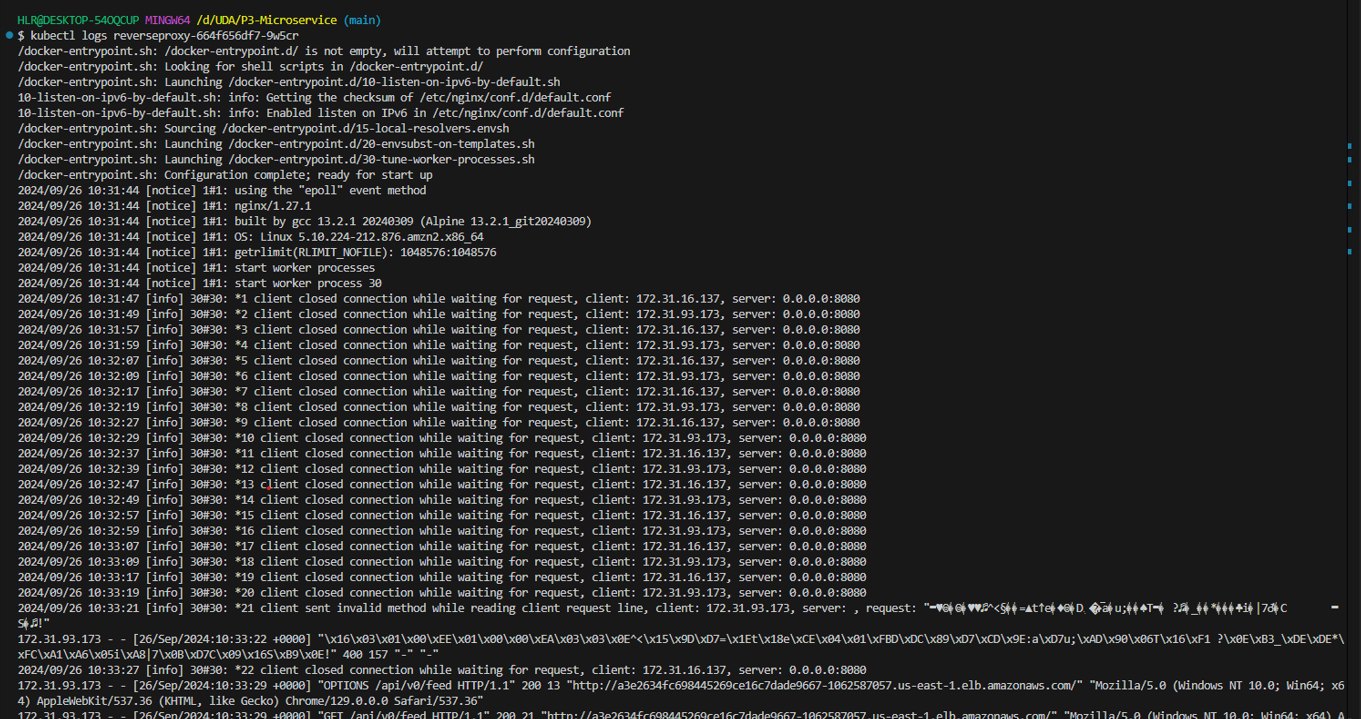 HLR@DESKTOP-54OQCUP MINGW64 /d/UDA/P3-Microservice (main)
$ kubectl logs reverseproxy-664f656df7-9w5cr
/docker-entrypoint.sh: /docker-entrypoint.d/ is not empty, will attempt to perform configuration
/docker-entrypoint.sh: Looking for shell scripts in /docker-entrypoint.d/
/docker-entrypoint.sh: Launching /docker-entrypoint.d/10-listen-on-ipv6-by-default.sh
10-listen-on-ipv6-by-default.sh: info: Getting the checksum of /etc/nginx/conf.d/default.conf
10-listen-on-ipv6-by-default.sh: info: Enabled listen on IPv6 in /etc/nginx/conf.d/default.conf
/docker-entrypoint.sh: Sourcing /docker-entrypoint.d/15-local-resolvers.envsh
/docker-entrypoint.sh: Launching /docker-entrypoint.d/20-envsubst-on-templates.sh
/docker-entrypoint.sh: Launching /docker-entrypoint.d/30-tune-worker-processes.sh
/docker-entrypoint.sh: Configuration complete; ready for start up
2024/09/26 10:31:44 [notice] 1#1: using the "epoll" event method
2024/09/26 10:31:44 [notice] 1#1: nginx/1.27.1
2024/09/26 10:31:44 [notice] 1#1: built by gcc 13.2.1 20240309 (Alpine 13.2.1_git20240309)
2024/09/26 10:31:44 [notice] 1#1: OS: Linux 5.10.224-212.876.amzn2.x86_64
2024/09/26 10:31:44 [notice] 1#1: getrlimit(RLIMIT_NOFILE): 1048576:1048576
2024/09/26 10:31:44 [notice] 1#1: start worker processes
2024/09/26 10:31:44 [notice] 1#1: start worker process 30
2024/09/26 10:31:47 [info] 30#30: *1 client closed connection while waiting for request, client: 172.31.16.137, server: 0.0.0.0:8080
2024/09/26 10:31:49 [info] 30#30: *2 client closed connection while waiting for request, client: 172.31.93.173, server: 0.0.0.0:8080
2024/09/26 10:31:57 [info] 30#30: *3 client closed connection while waiting for request, client: 172.31.16.137, server: 0.0.0.0:8080
2024/09/26 10:31:59 [info] 30#30: *4 client closed connection while waiting for request, client: 172.31.93.173, server: 0.0.0.0:8080
2024/09/26 10:32:07 [info] 30#30: *5 client closed connection while waiting for request, client: 172.31.16.137, server: 0.0.0.0:8080
2024/09/26 10:32:09 [info] 30#30: *6 client closed connection while waiting for request, client: 172.31.93.173, server: 0.0.0.0:8080
2024/09/26 10:32:17 [info] 30#30: *7 client closed connection while waiting for request, client: 172.31.16.137, server: 0.0.0.0:8080
2024/09/26 10:32:19 [info] 30#30: *8 client closed connection while waiting for request, client: 172.31.93.173, server: 0.0.0.0:8080
2024/09/26 10:32:27 [info] 30#30: *9 client closed connection while waiting for request, client: 172.31.16.137, server: 0.0.0.0:8080
2024/09/26 10:32:29 [info] 30#30: *10 client closed connection while waiting for request, client: 172.31.93.173, server: 0.0.0.0:8080
2024/09/26 10:32:37 [info] 30#30: *11 client closed connection while waiting for request, client: 172.31.16.137, server: 0.0.0.0:8080
2024/09/26 10:32:39 [info] 30#30: *12 client closed connection while waiting for request, client: 172.31.93.173, server: 0.0.0.0:8080
2024/09/26 10:32:47 [info] 30#30: *13 client closed connection while waiting for request, client: 172.31.16.137, server: 0.0.0.0:8080
2024/09/26 10:32:49 [info] 30#30: *14 client closed connection while waiting for request, client: 172.31.93.173, server: 0.0.0.0:8080
2024/09/26 10:32:57 [info] 30#30: *15 client closed connection while waiting for request, client: 172.31.16.137, server: 0.0.0.0:8080
2024/09/26 10:32:59 [info] 30#30: *16 client closed connection while waiting for request, client: 172.31.93.173, server: 0.0.0.0:8080
2024/09/26 10:33:07 [info] 30#30: *17 client closed connection while waiting for request, client: 172.31.16.137, server: 0.0.0.0:8080
2024/09/26 10:33:09 [info] 30#30: *18 client closed connection while waiting for request, client: 172.31.93.173, server: 0.0.0.0:8080
2024/09/26 10:33:17 [info] 30#30: *19 client closed connection while waiting for request, client: 172.31.16.137, server: 0.0.0.0:8080
2024/09/26 10:33:19 [info] 30#30: *20 client closed connection while waiting for request, client: 172.31.93.173, server: 0.0.0.0:8080
2024/09/26 10:33:21 [info] 30#30: *21 client sent invalid method while reading client request line, client: 172.31.93.173, server: , request: "
172.31.93.173 - - [26/Sep/2024:10:33:22 +0000] "\x16\x03\x01\x00\xEE\x01\x00\x00\xEA\x03\x03\x0E^<\x15\x9D\xD7=\x1Et\x18e\xCE\x04\x01\xFBD\xDC\x89\xD7\xCD\x9E:a\xD7u;\xAD\x90\x06T\x16\xF1 ?\x0E\xB3_\xDE\xDE*\
\xFC\xA1\xA6\x05i\xA8|7\x0B\xD7C\x09\x16S\xB9\x0E!" 400 157 "-" "-"
2024/09/26 10:33:27 [info] 30#30: *22 client closed connection while waiting for request, client: 172.31.16.137, server: 0.0.0.0:8080
172.31.93.173 - - [26/Sep/2024:10:33:29 +0000] "OPTIONS /api/v0/feed HTTP/1.1" 200 13 "http://a3e2634fc698445269ce16c7dade9667-1062587057.us-east-1.elb.amazonaws.com/" "Mozilla/5.0 (Windows NT 10.0; Win64; x6
4) AppleWebKit/537.36 (KHTML, like Gecko) Chrome/129.0.0.0 Safari/537.36"
172.31.93.173 - - [26/Sep/2024:10:33:29 +0000] "GET /api/v0/feed HTTP/1.1" 200 21 "http://a3e2634fc698445269ce16c7dade9667-1062587057.us-east-1.elb.amazonaws.com/" "Mozilla/5.0 (Windows NT 10.0; Win64; x64) A